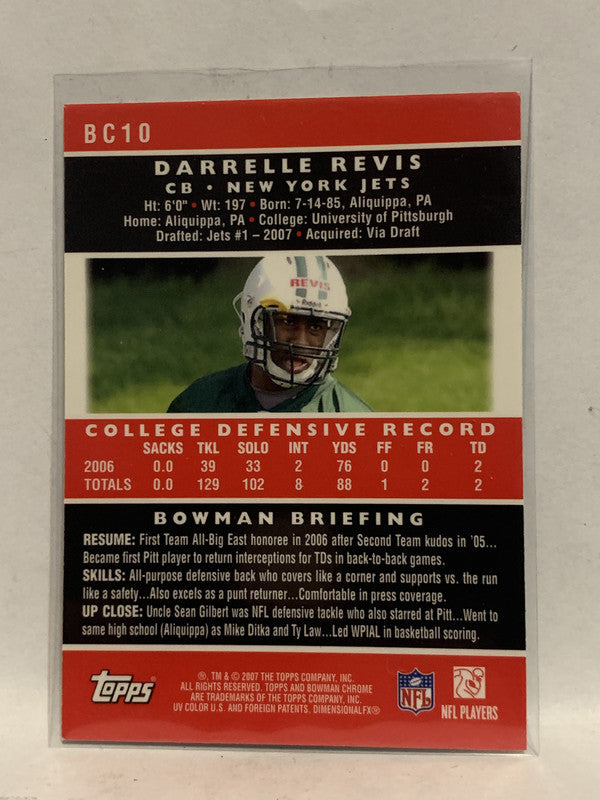 BC10
DARRELLE REVIS
CB • NEW YORK JETS
Ht: 6'0" • Wt: 197 • Born: 7-14-85, Aliquippa, PA
Home: Aliquippa, PA • College: University of Pittsburgh
Drafted: Jets #1 – 2007 • Acquired: Via Draft
REVIS
Riddell
COLLEGE DEFENSIVE RECORD
SACKS TKL SOLO INT YDS FF FR TD
2006 0.0 39 33 2 76 0 0 2
TOTALS 0.0 129 102 8 88 1 2 2
BOWMAN BRIEFING
RESUME: First Team All-Big East honoree in 2006 after Second Team kudos in '05...
Became first Pitt player to return interceptions for TDs in back-to-back games.
SKILLS: All-purpose defensive back who covers like a corner and supports vs. the run
like a safety...Also excels as a punt returner...Comfortable in press coverage.
UP CLOSE: Uncle Sean Gilbert was NFL defensive tackle who also starred at Pitt...Went to
same high school (Aliquippa) as Mike Ditka and Ty Law...Led WPIAL in basketball scoring.
TOPPS
®, TM & © 2007 THE TOPPS COMPANY, INC.
ALL RIGHTS RESERVED. TOPPS AND BOWMAN CHROME
ARE TRADEMARKS OF THE TOPPS COMPANY, INC.
UV COLOR U.S. AND FOREIGN PATENTS, DIMENSIONALFX®
NFL
NFL PLAYERS